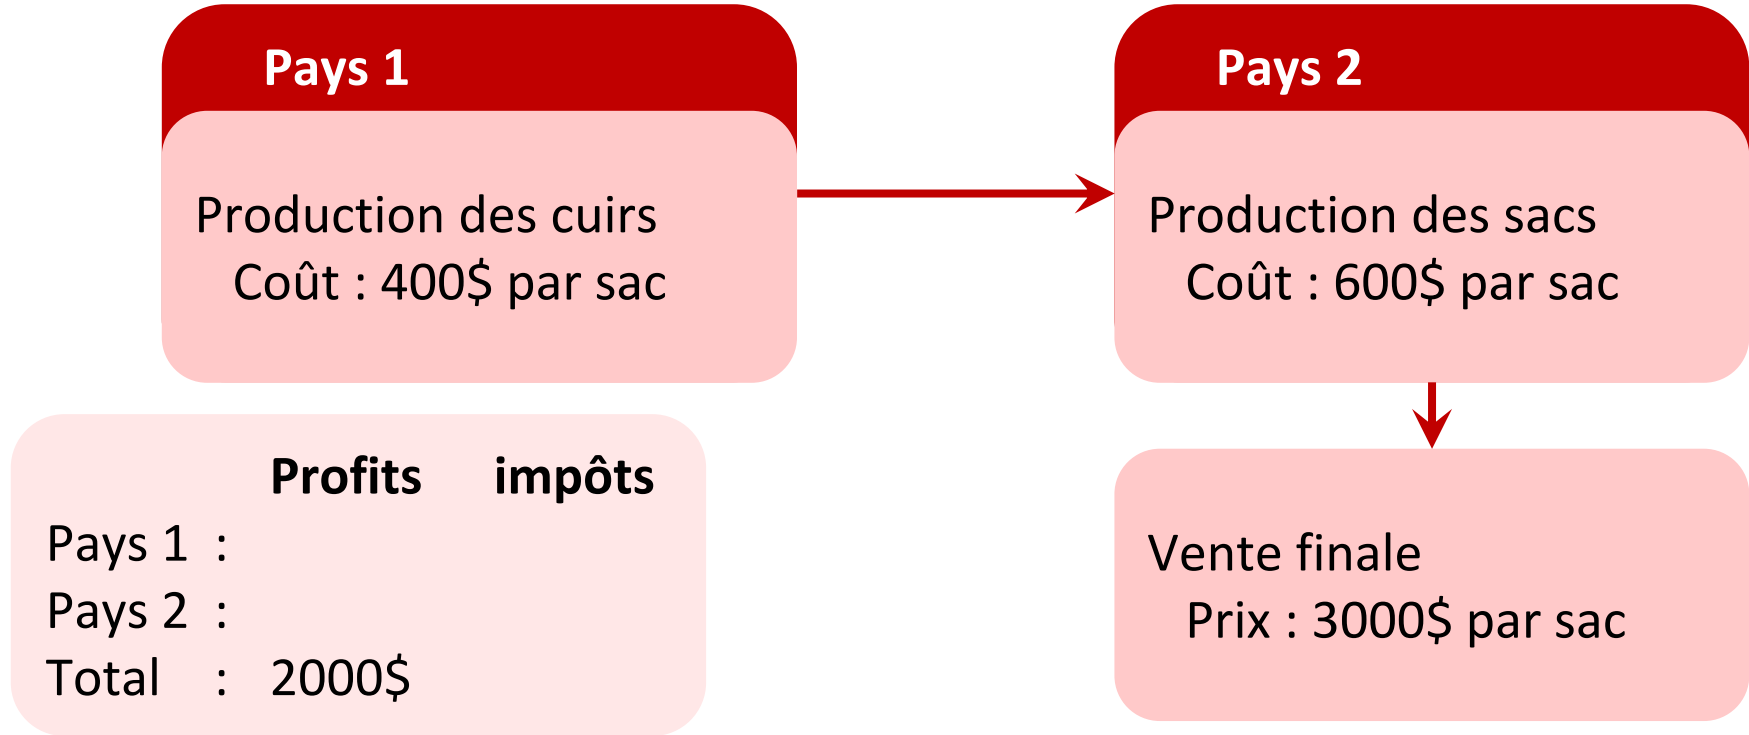 Pays 1
Production des cuirs
Coût : 400$ par sac
Pays 2
Production des sacs
Coût : 600$ par sac
Profits impôts
Pays 1 :
Pays 2 :
Total : 2000$
Vente finale
Prix : 3000$ par sac